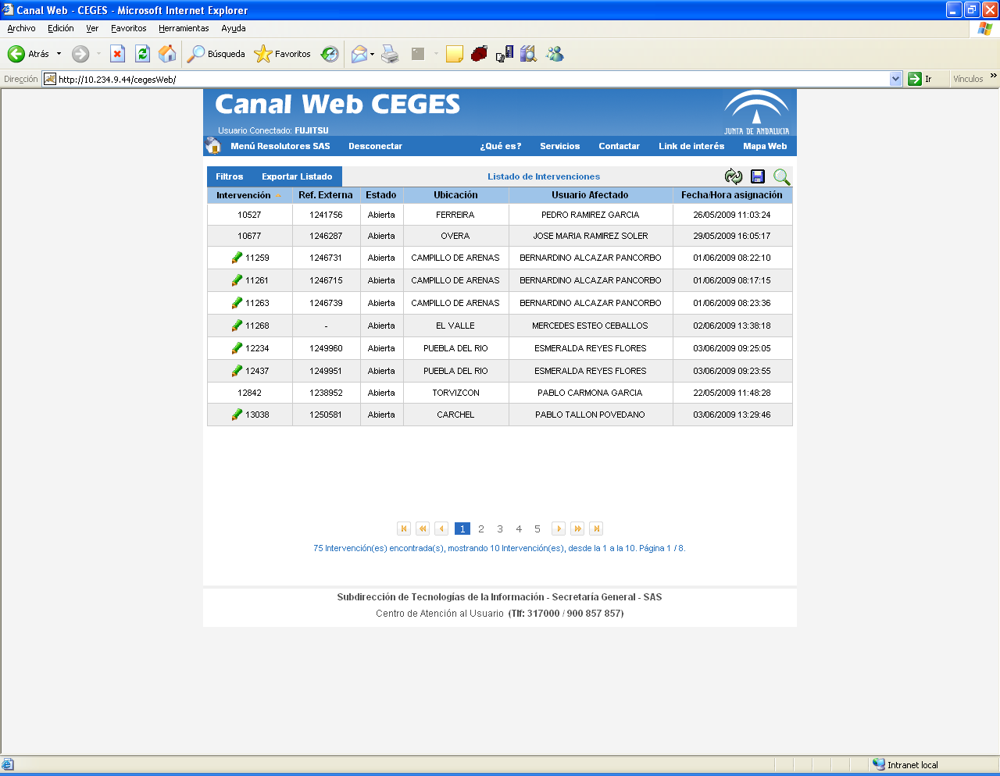 Canal Web - CEGES - Microsoft Internet Explorer
Archivo Edición Ver Favoritos Herramientas Ayuda
Atrás Búsqueda Favoritos
Dirección http://10.234.9.44/cegesWeb/ Ir Vínculos »
Canal Web CEGES
JUNTA DE ANDALUCIA
Usuario Conectado: FUJITSU
Menú Resolutores SAS Desconectar ¿Qué es? Servicios Contactar Link de interés Mapa Web
Filtros Exportar Listado Listado de Intervenciones
Intervención Ref. Externa Estado Ubicación Usuario Afectado Fecha/Hora asignación
10527 1241756 Abierta FERREIRA PEDRO RAMIREZ GARCIA 26/05/2009 11:03:24
10677 1246287 Abierta OVERA JOSE MARIA RAMIREZ SOLER 29/05/2009 16:05:17
11259 1246731 Abierta CAMPILLO DE ARENAS BERNARDINO ALCAZAR PANCORBO 01/06/2009 08:22:10
11261 1246715 Abierta CAMPILLO DE ARENAS BERNARDINO ALCAZAR PANCORBO 01/06/2009 08:17:15
11263 1246739 Abierta CAMPILLO DE ARENAS BERNARDINO ALCAZAR PANCORBO 01/06/2009 08:23:36
11268 - Abierta EL VALLE MERCEDES ESTEO CEBALLOS 02/06/2009 13:38:18
12234 1249960 Abierta PUEBLA DEL RIO ESMERALDA REYES FLORES 03/06/2009 09:25:05
12437 1249951 Abierta PUEBLA DEL RIO ESMERALDA REYES FLORES 03/06/2009 09:23:55
12842 1238952 Abierta TORVIZCON PABLO CARMONA GARCIA 22/05/2009 11:48:28
13038 1250581 Abierta CARCHEL PABLO TALLON POVEDANO 03/06/2009 13:29:46
1 2 3 4 5
75 Intervención(es) encontrada(s), mostrando 10 Intervención(es), desde la 1 a la 10. Página 1 / 8.
Subdirección de Tecnologías de la Información - Secretaría General - SAS
Centro de Atención al Usuario (Tlf: 317000 / 900 857 857)
Intranet local